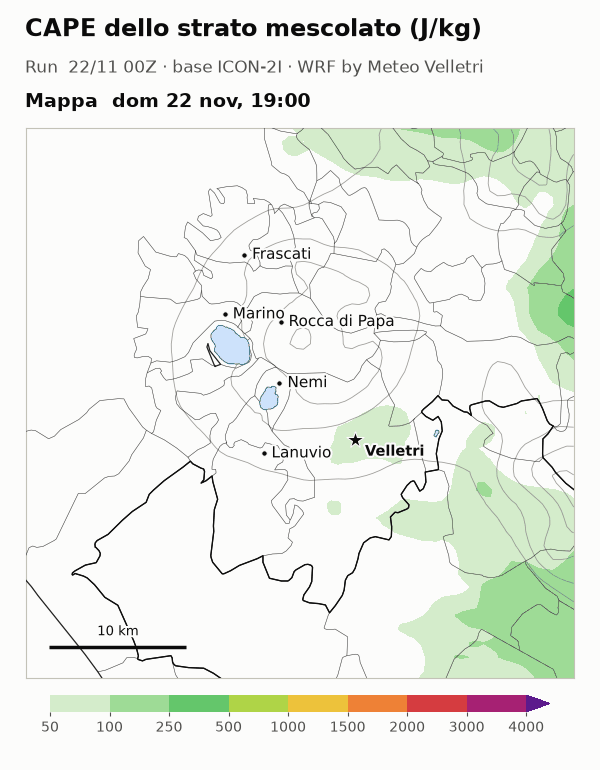 CAPE dello strato mescolato (J/kg)
Run  22/11 00Z · base ICON-2I · WRF by Meteo Velletri
Mappa  dom 22 nov, 19:00
Frascati
Marino
Rocca di Papa
Nemi
Velletri
Lanuvio
10 km
50 100 250 500 1000 1500 2000 3000 4000